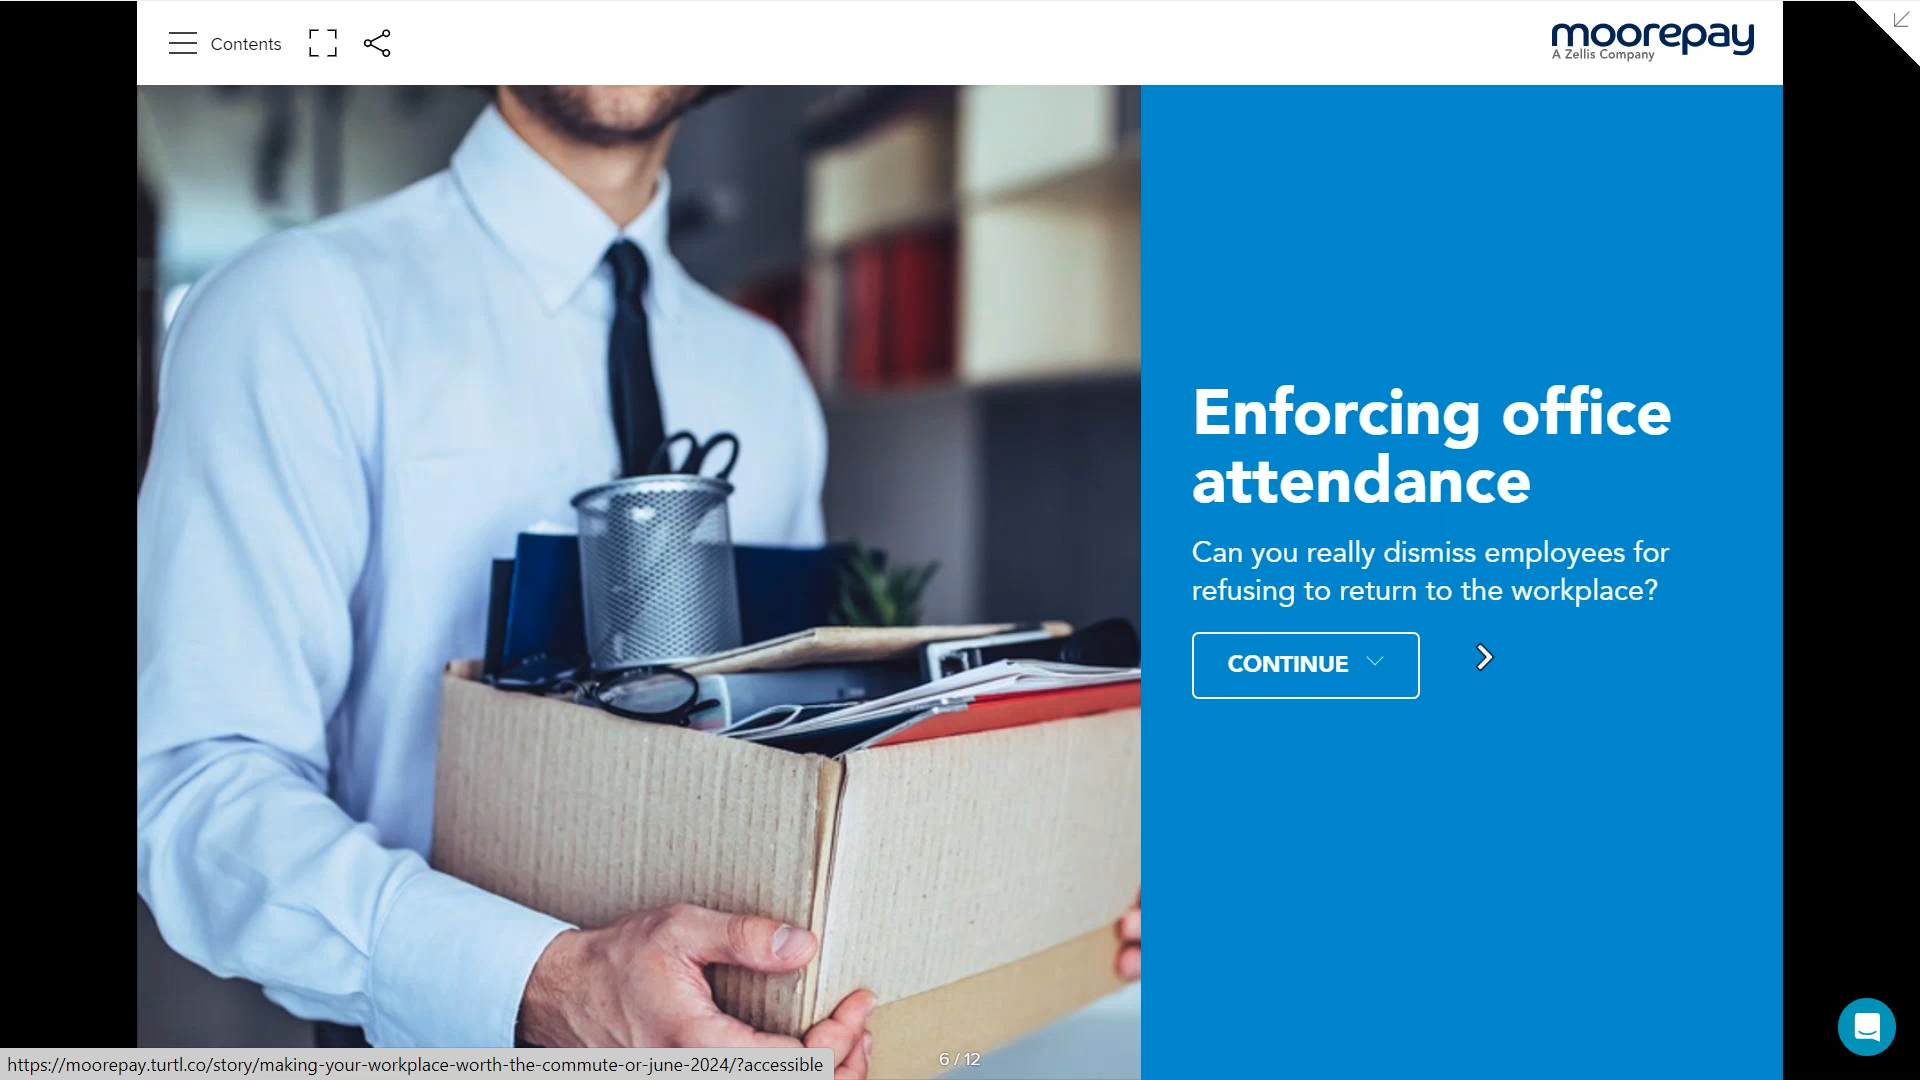 Contents
moorepay
A Zellis Company
Enforcing office
attendance
Can you really dismiss employees for
refusing to return to the workplace?
CONTINUE
6 / 12
https://moorepay.turtl.co/story/making-your-workplace-worth-the-commute-or-june-2024/?accessible